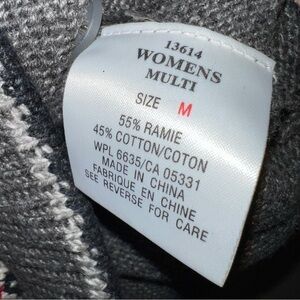 13614
WOMENS
MULTI
SIZE M
55% RAMIE
45% COTTON/COTON
WPL 6635/CA 05331
MADE IN CHINA
FABRIQUE EN CHINE
SEE REVERSE FOR CARE